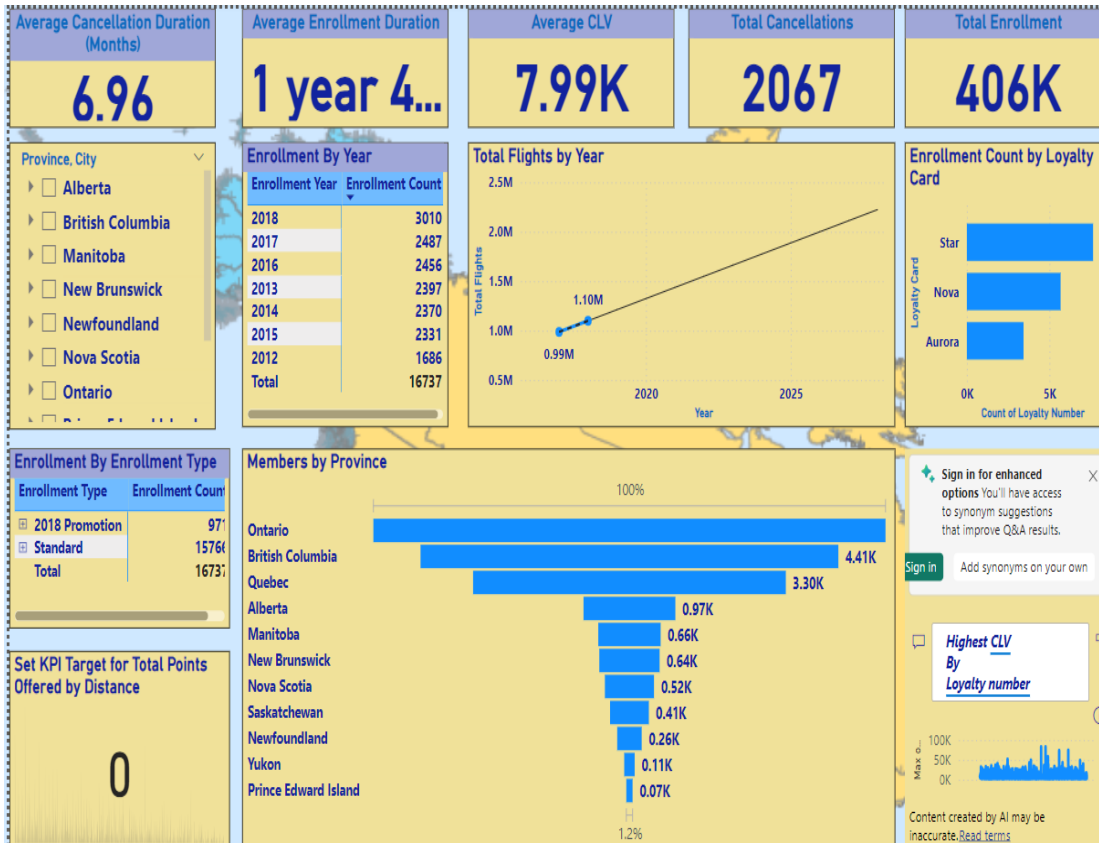 Average Cancellation Duration
(Months)
6.96
Average Enrollment Duration
1 year 4...
Average CLV
7.99K
Total Cancellations
2067
Total Enrollment
406K
Province, City
Alberta
British Columbia
Manitoba
New Brunswick
Newfoundland
Nova Scotia
Ontario
Enrollment By Year
Enrollment Year Enrollment Count
2018 3010
2017 2487
2016 2456
2013 2397
2014 2370
2015 2331
2012 1686
Total 16737
Total Flights by Year
Total Flights
2.5M
2.0M
1.5M
1.0M
0.5M
1.10M
0.99M
2020 2025
Year
Enrollment Count by Loyalty
Card
Loyalty Card
Star
Nova
Aurora
0K 5K
Count of Loyalty Number
Enrollment By Enrollment Type
Enrollment Type Enrollment Count
2018 Promotion 971
Standard 15766
Total 16737
Set KPI Target for Total Points
Offered by Distance
0
Members by Province
100%
Ontario
British Columbia 4.41K
Quebec 3.30K
Alberta 0.97K
Manitoba 0.66K
New Brunswick 0.64K
Nova Scotia 0.52K
Saskatchewan 0.41K
Newfoundland 0.26K
Yukon 0.11K
Prince Edward Island 0.07K
1.2%
Sign in for enhanced
options You'll have access
to synonym suggestions
that improve Q&A results.
Sign in
Add synonyms on your own
Highest CLV
By
Loyalty number
Max o...
100K
50K
0K
Content created by AI may be
inaccurate. Read terms